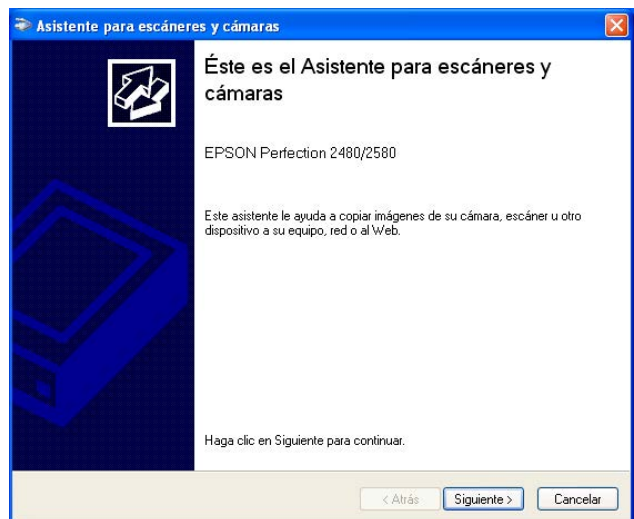 Asistente para escáneres y cámaras
Éste es el Asistente para escáneres y
cámaras
EPSON Perfection 2480/2580
Este asistente le ayuda a copiar imágenes de su cámara, escáner u otro
dispositivo a su equipo, red o al Web.
Haga clic en Siguiente para continuar.
< Atrás Siguiente > Cancelar